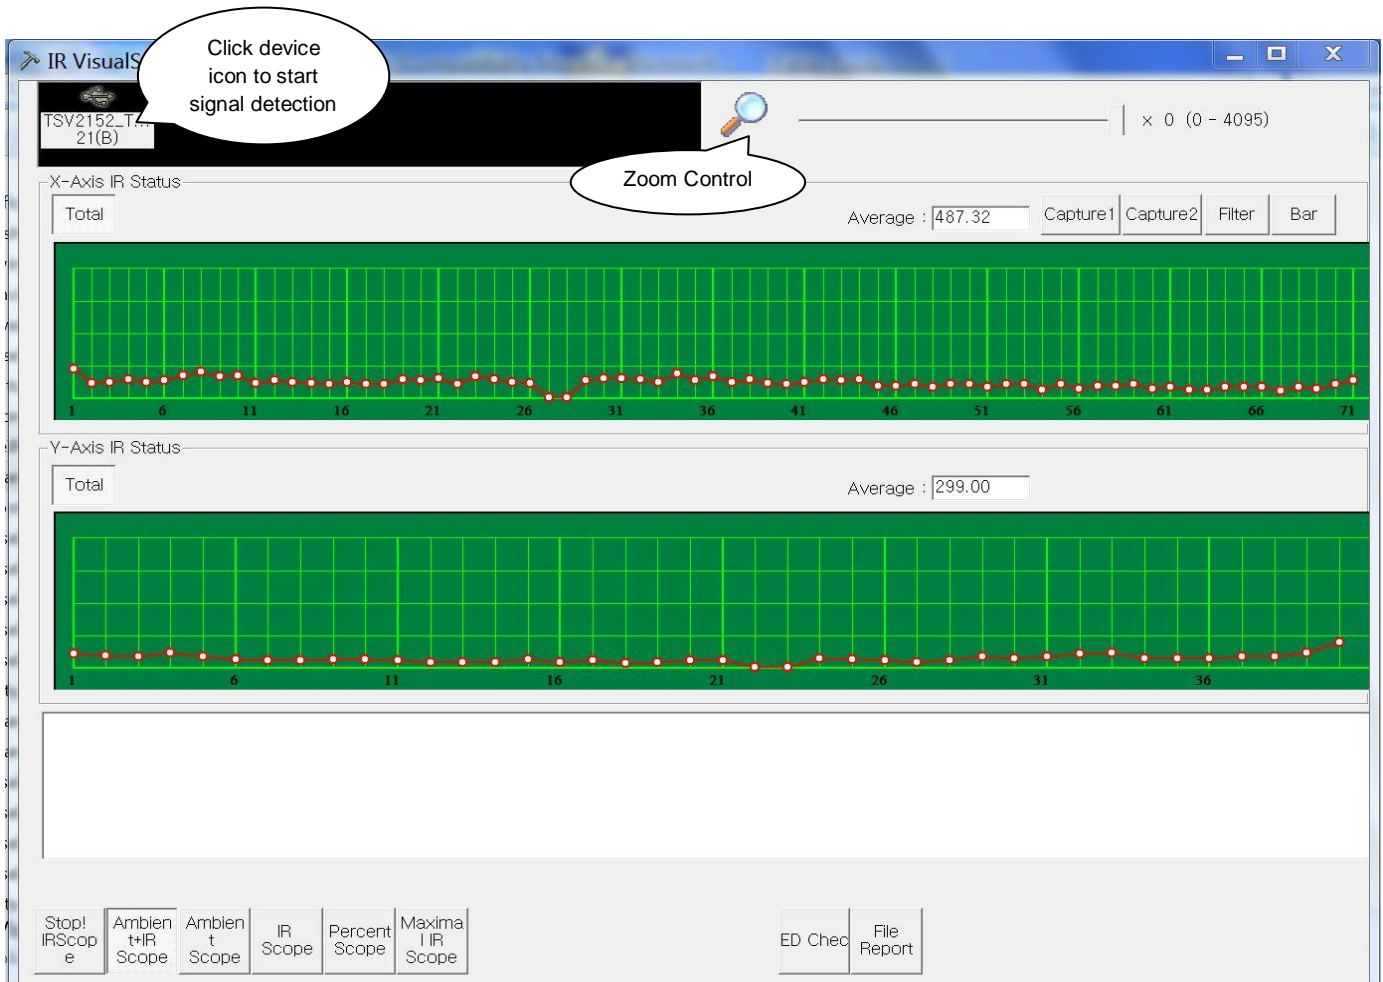 Click device
icon to start
signal detection
IR VisualS
TSV2152_T...
21(B)
x 0 (0 - 4095)
Zoom Control
X-Axis IR Status
Total
Average : 487.32
Capture1
Capture2
Filter
Bar
1 6 11 16 21 26 31 36 41 46 51 56 61 66 71
Y-Axis IR Status
Total
Average : 299.00
1 6 11 16 21 26 31 36
Stop!
IRScop
e
Ambien
t+IR
Scope
Ambien
t
Scope
IR
Scope
Percent
Scope
Maxima
l IR
Scope
ED Chec
File
Report